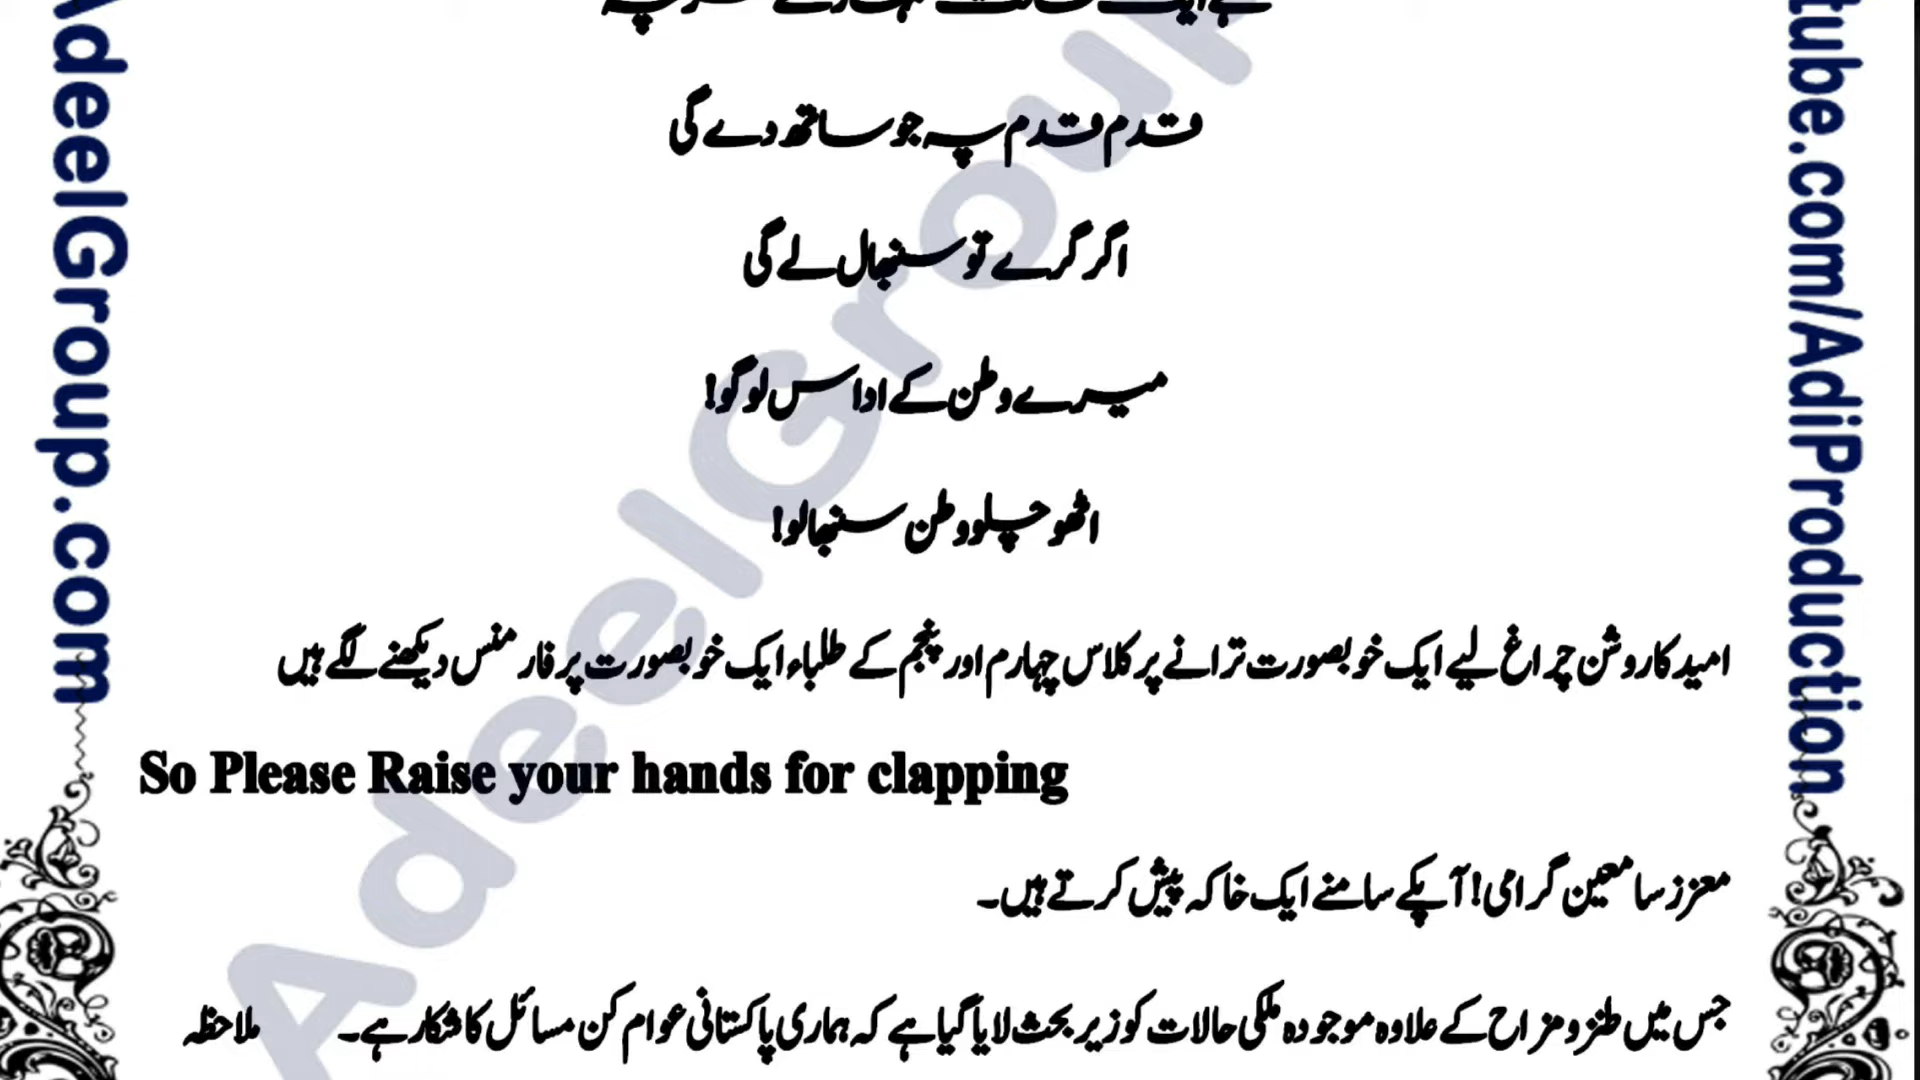 قدم قدم پہ جو ساتھ دے گی
اگر گرے تو سنبھال لے گی
میرے وطن کے اداس لوگو!
اٹھو چلو وطن سنبھالو!
امید کا روشن چراغ لیے ایک خوبصورت ترانے پر کلاس چہارم اور پنجم کے طلباء ایک خوبصورت پرفارمنس دیکھنے لگے ہیں
So Please Raise your hands for clapping
معزز سامعین گرامی! آپکے سامنے ایک خاکہ پیش کرتے ہیں۔
جس میں طنز و مزاح کے علاوہ موجودہ ملکی حالات کو زیر بحث لایا گیا ہے کہ ہماری پاکستانی عوام کن مسائل کا شکار ہے۔ ملاحظہ
AdeelGroup.com
tube.com/AdiProduction
AdeelGroup